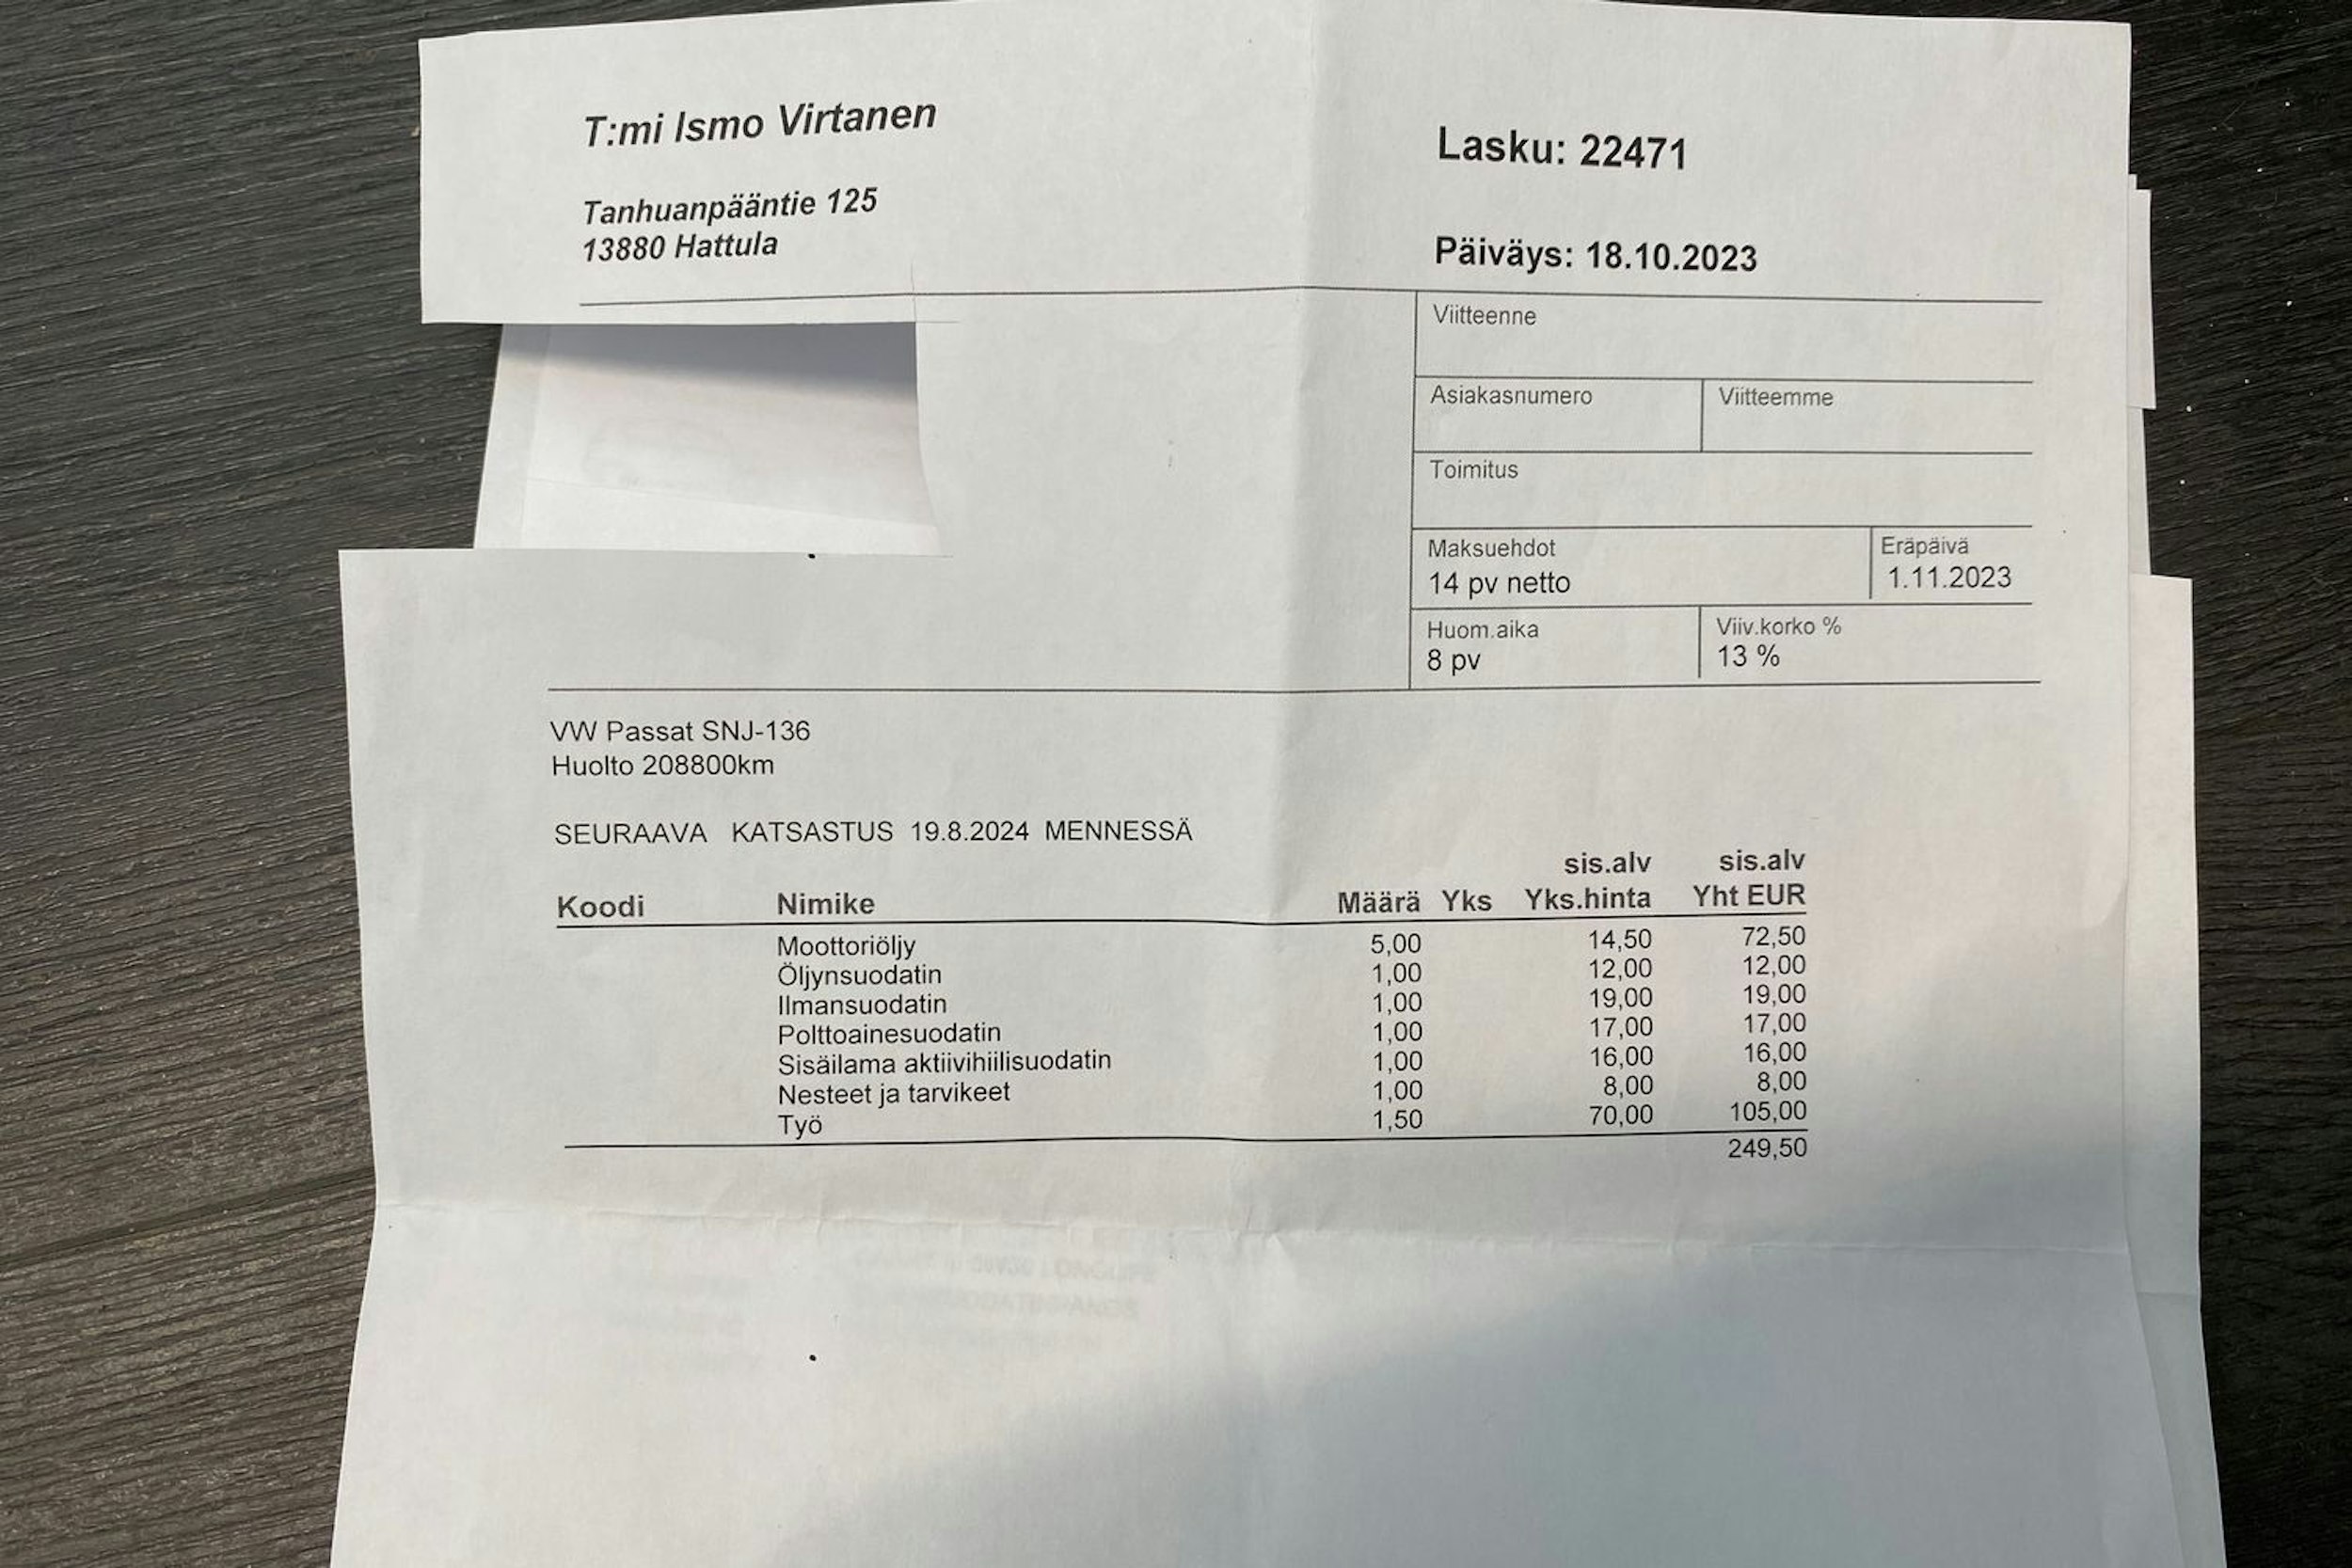 T:mi Ismo Virtanen
Tanhuanpääntie 125
13880 Hattula
Lasku: 22471
Päiväys: 18.10.2023
Viitteenne
Asiakasnumero Viitteemme
Toimitus
Maksuehdot Eräpäivä
14 pv netto 1.11.2023
Huom.aika Viiv.korko %
8 pv 13 %
VW Passat SNJ-136
Huolto 208800km
SEURAAVA KATSASTUS 19.8.2024 MENNESSÄ
sis.alv sis.alv
Koodi Nimike Määrä Yks Yks.hinta Yht EUR
Moottoriöljy 5,00 14,50 72,50
Öljynsuodatin 1,00 12,00 12,00
Ilmansuodatin 1,00 19,00 19,00
Polttoainesuodatin 1,00 17,00 17,00
Sisäilama aktiivihiilisuodatin 1,00 16,00 16,00
Nesteet ja tarvikeet 1,00 8,00 8,00
Työ 1,50 70,00 105,00
249,50